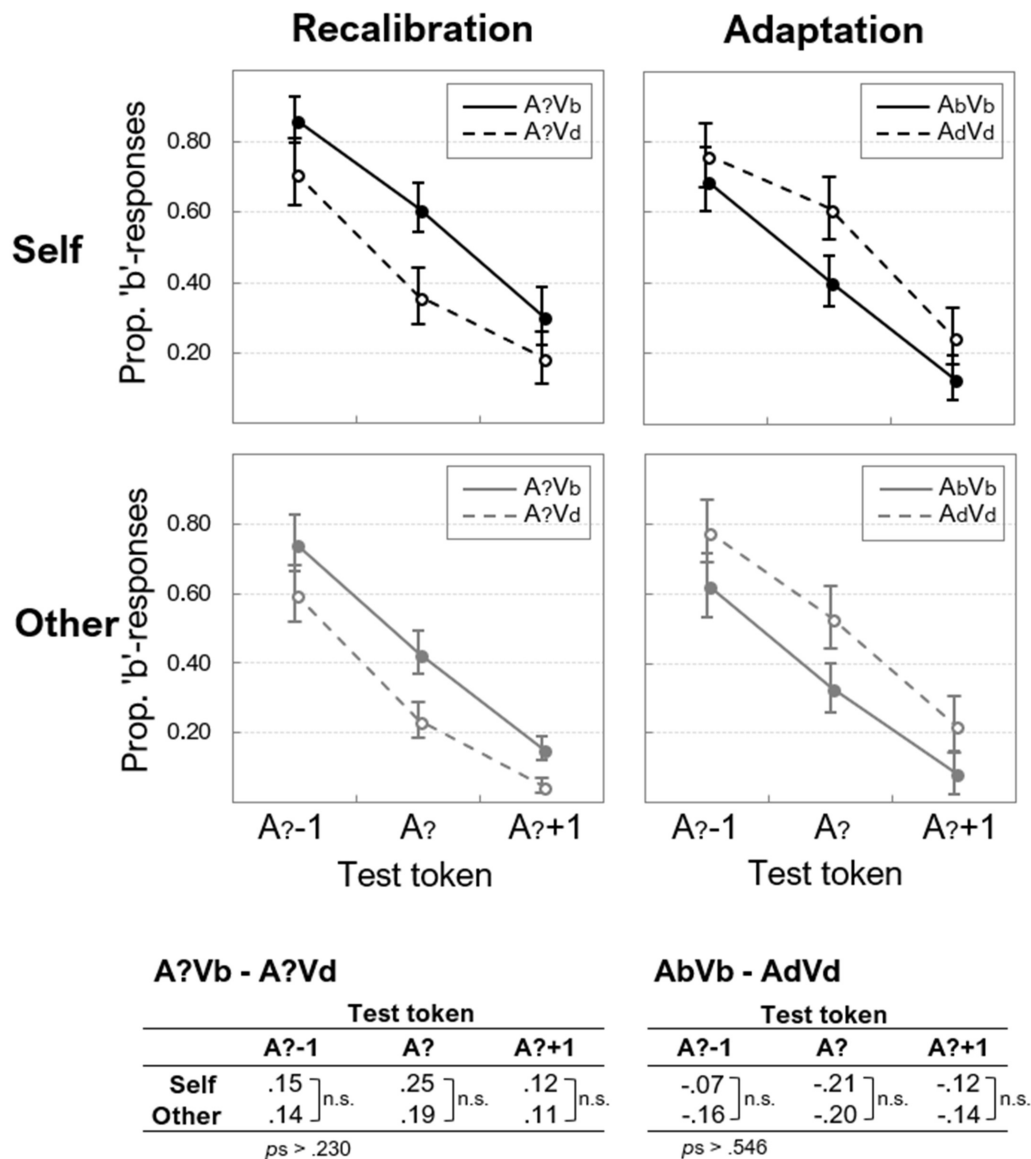 Recalibration Adaptation
A?Vb
A?Vd
AbVb
AdVd
0.80
0.60
0.40
0.20
Self
Prop. 'b'-responses
A?Vb
A?Vd
AbVb
AdVd
0.80
0.60
0.40
0.20
Other
Prop. 'b'-responses
A?-1 A? A?+1 A?-1 A? A?+1
Test token Test token
A?Vb - A?Vd
Test token
A?-1 A? A?+1
Self .15 .25 .12
n.s. n.s. n.s.
Other .14 .19 .11
ps > .230
AbVb - AdVd
Test token
A?-1 A? A?+1
-.07 -.21 -.12
n.s. n.s. n.s.
-.16 -.20 -.14
ps > .546